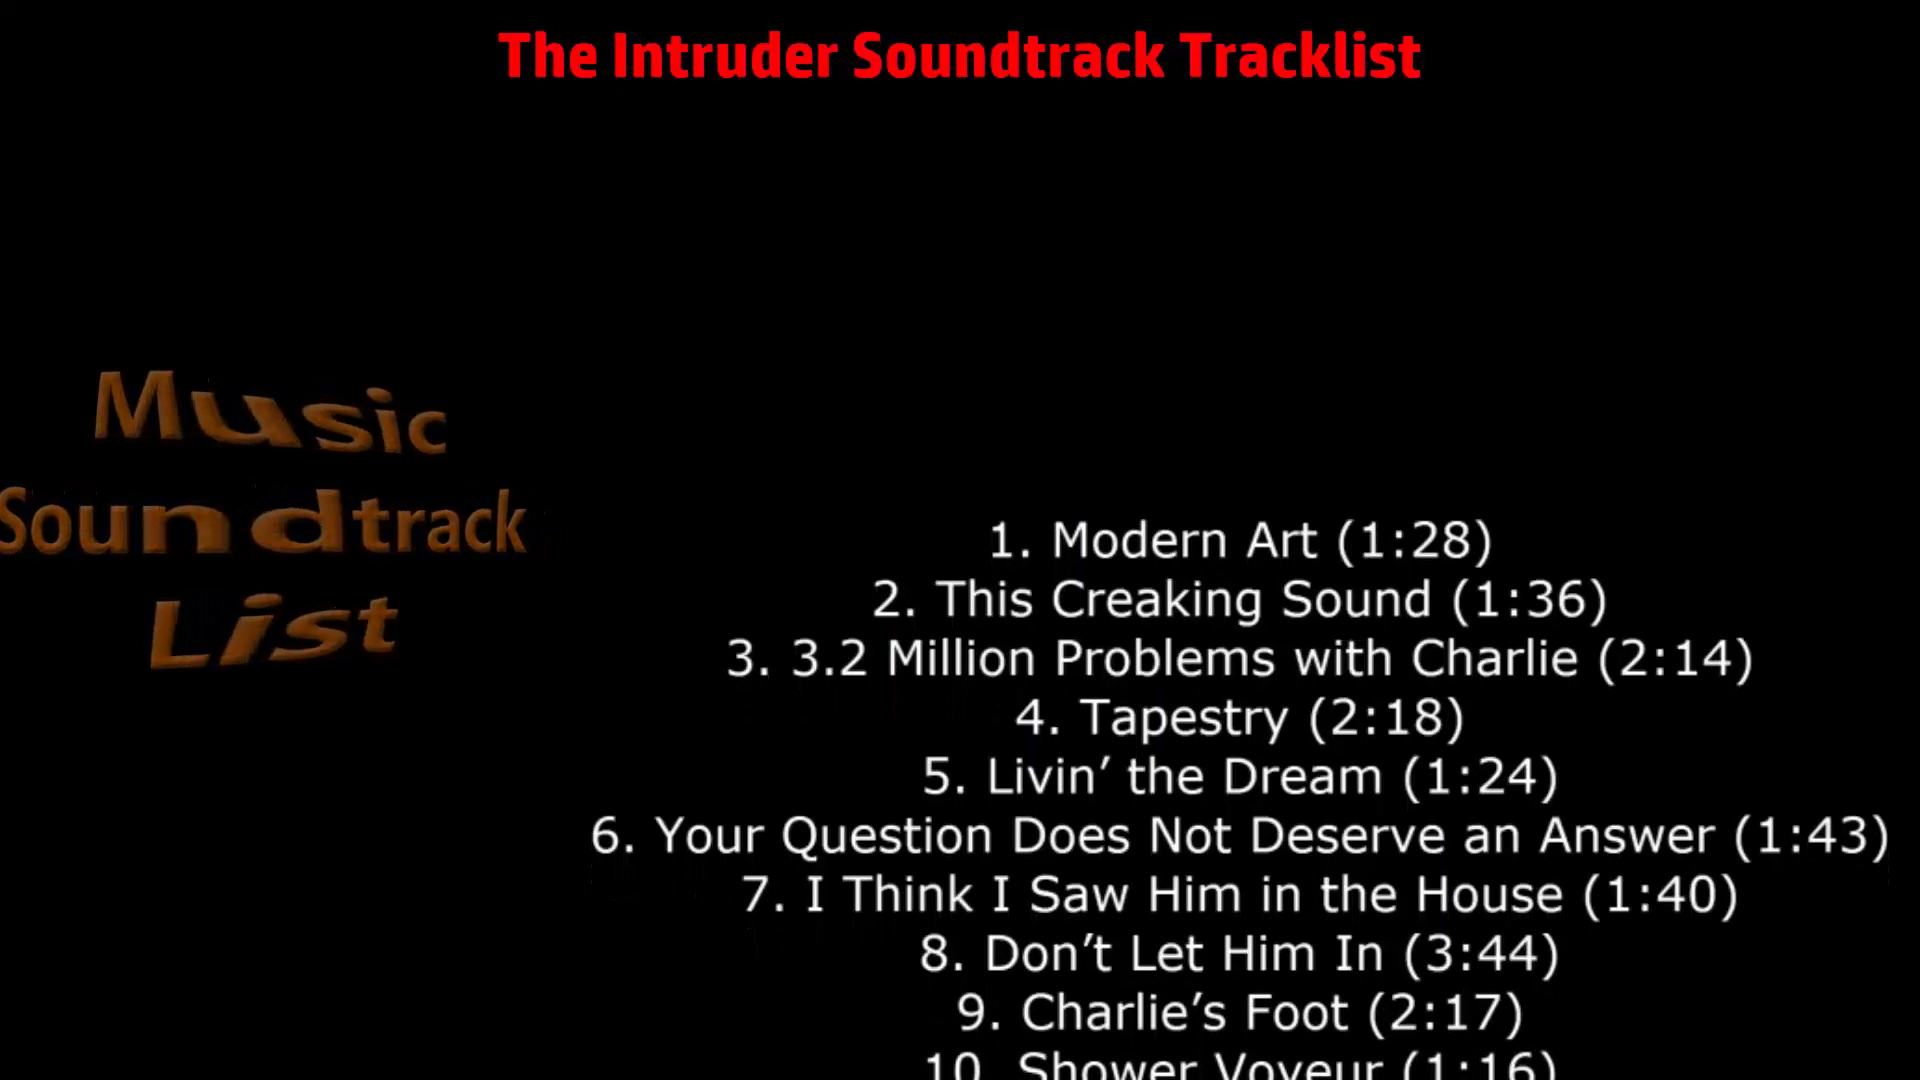 The Intruder Soundtrack Tracklist
Music
Soundtrack
List
1. Modern Art (1:28)
2. This Creaking Sound (1:36)
3. 3.2 Million Problems with Charlie (2:14)
4. Tapestry (2:18)
5. Livin’ the Dream (1:24)
6. Your Question Does Not Deserve an Answer (1:43)
7. I Think I Saw Him in the House (1:40)
8. Don’t Let Him In (3:44)
9. Charlie’s Foot (2:17)
10. Shower Voyeur (1:16)